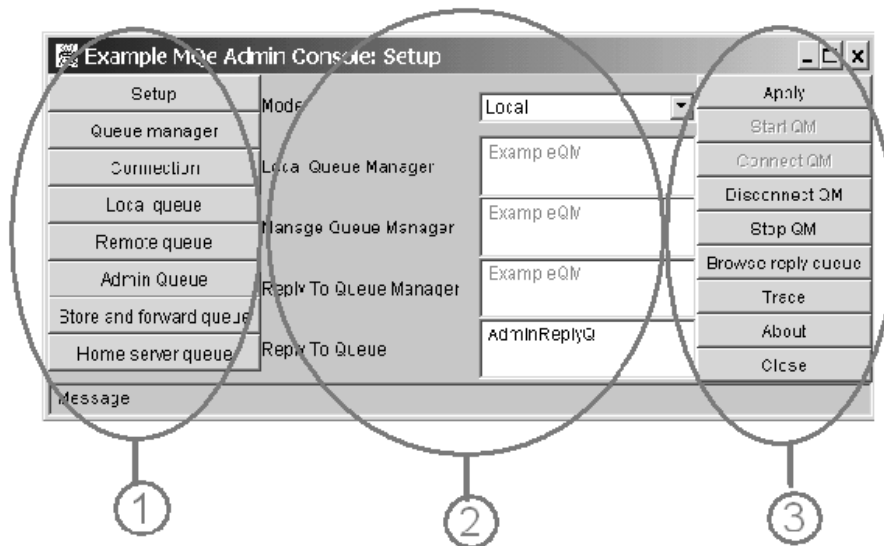 Example MQe Admin Console: Setup
Setup
Queue manager
Connection
Local queue
Remote queue
Admin Queue
Store and forward queue
Home server queue
Mode
Local
Local Queue Manager
ExampleQM
Manage Queue Manager
ExampleQM
Reply To Queue Manager
ExampleQM
Reply To Queue
AdminReplyQ
Apply
Start QM
Connect QM
Disconnect QM
Stop QM
Browse reply queue
Trace
About
Close
Message
1
2
3